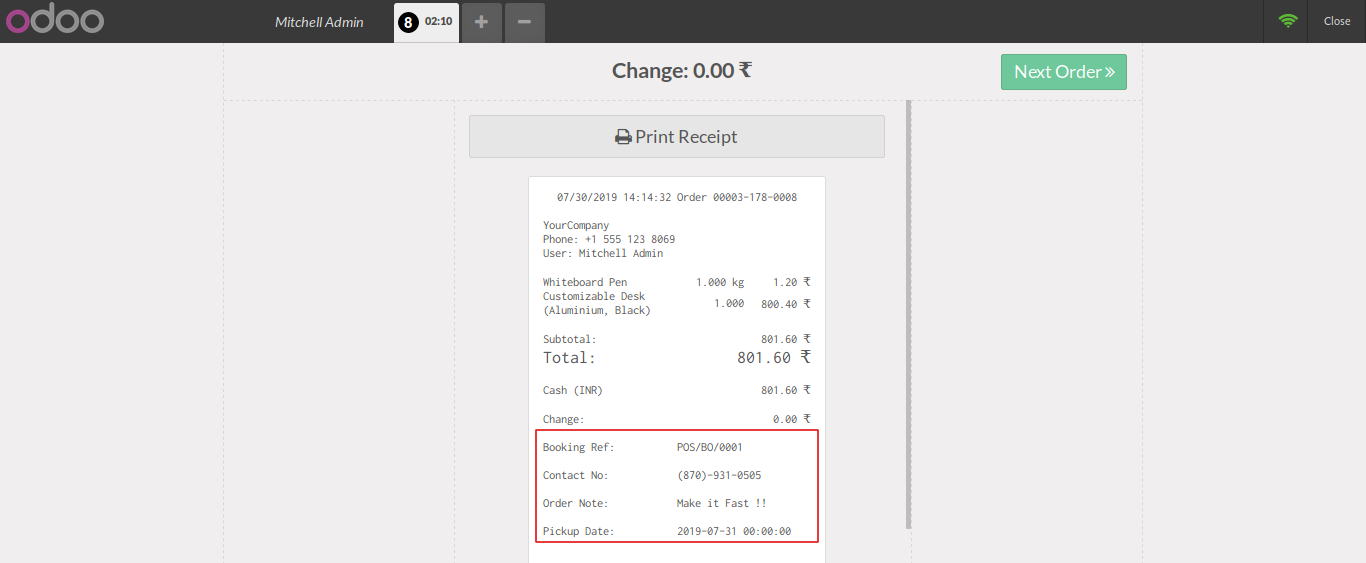 odoo Mitchell Admin 8 02:10 + − Close
Change: 0.00 ₹
Next Order »
Print Receipt
07/30/2019 14:14:32 Order 00003-178-0008
YourCompany
Phone: +1 555 123 8069
User: Mitchell Admin
Whiteboard Pen 1.000 kg 1.20 ₹
Customizable Desk
(Aluminium, Black) 1.000 800.40 ₹
Subtotal: 801.60 ₹
Total: 801.60 ₹
Cash (INR) 801.60 ₹
Change: 0.00 ₹
Booking Ref: POS/BO/0001
Contact No: (870)-931-0505
Order Note: Make it Fast !!
Pickup Date: 2019-07-31 00:00:00